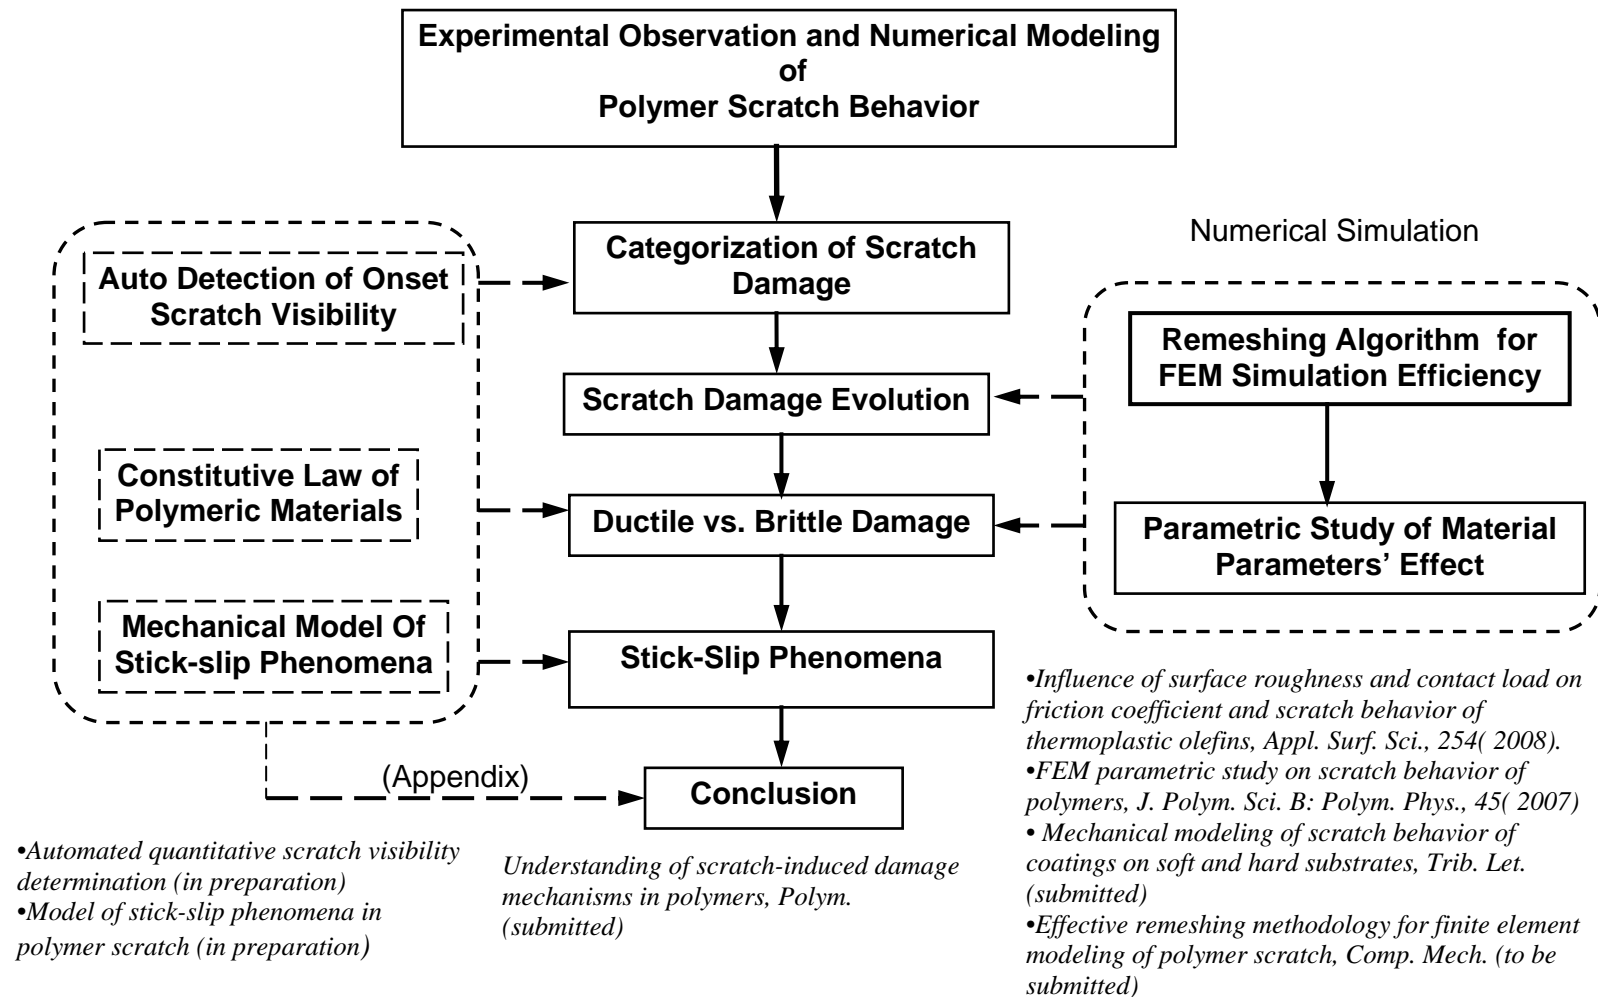 Experimental Observation and Numerical Modeling
of
Polymer Scratch Behavior
Categorization of Scratch
Damage
Numerical Simulation
Auto Detection of Onset
Scratch Visibility
Remeshing Algorithm for
FEM Simulation Efficiency
Scratch Damage Evolution
Constitutive Law of
Polymeric Materials
Ductile vs. Brittle Damage
Parametric Study of Material
Parameters’ Effect
Mechanical Model Of
Stick-slip Phenomena
Stick-Slip Phenomena
(Appendix)
Conclusion
•Automated quantitative scratch visibility
determination (in preparation)
•Model of stick-slip phenomena in
polymer scratch (in preparation)
Understanding of scratch-induced damage
mechanisms in polymers, Polym.
(submitted)
•Influence of surface roughness and contact load on
friction coefficient and scratch behavior of
thermoplastic olefins, Appl. Surf. Sci., 254( 2008).
•FEM parametric study on scratch behavior of
polymers, J. Polym. Sci. B: Polym. Phys., 45( 2007)
• Mechanical modeling of scratch behavior of
coatings on soft and hard substrates, Trib. Let.
(submitted)
•Effective remeshing methodology for finite element
modeling of polymer scratch, Comp. Mech. (to be
submitted)